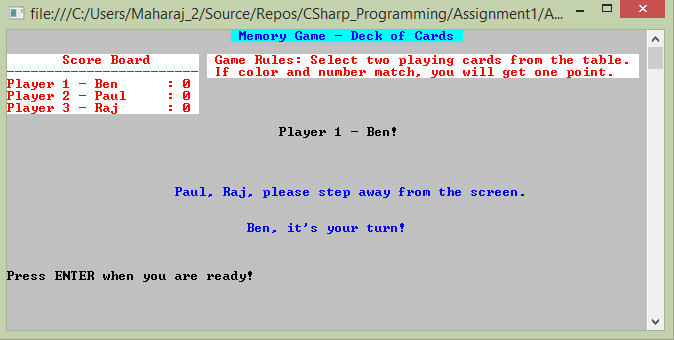 file:///C:/Users/Maharaj_2/Source/Repos/CSharp_Programming/Assignment1/A...
Memory Game - Deck of Cards
Score Board
------------------------
Player 1 - Ben : 0
Player 2 - Paul : 0
Player 3 - Raj : 0
Game Rules: Select two playing cards from the table.
If color and number match, you will get one point.
Player 1 - Ben!
Paul, Raj, please step away from the screen.
Ben, it's your turn!
Press ENTER when you are ready!